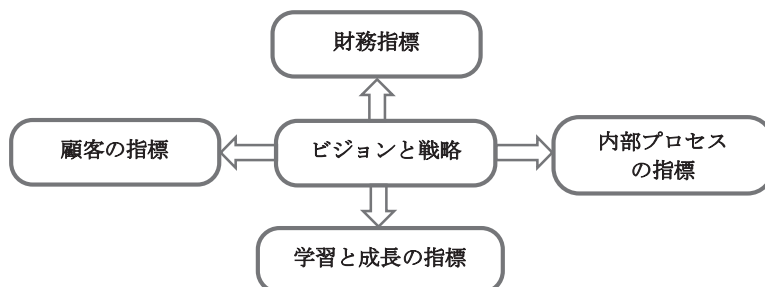 財務指標
顧客の指標
ビジョンと戦略
内部プロセス
の指標
学習と成長の指標